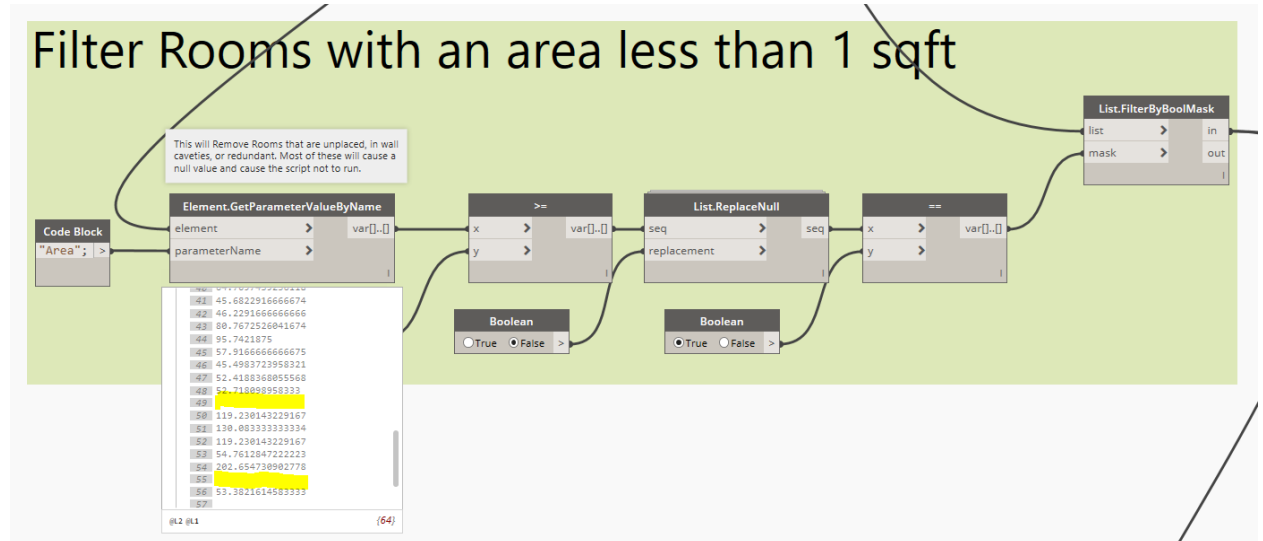 Filter Rooms with an area less than 1 sqft
This will Remove Rooms that are unplaced, in wall
caveties, or redundant. Most of these will cause a
null value and cause the script not to run.
Code Block
"Area"; >
Element.GetParameterValueByName
element > var[]..[]
parameterName >
l
>=
x > var[]..[]
y >
l
List.ReplaceNull
seq > seq
replacement >
l
==
x > var[]..[]
y >
l
List.FilterByBoolMask
list > in
mask > out
l
Boolean
True False >
Boolean
True False >
41 45.6822916666674
42 46.2291666666666
43 80.7672526041674
44 95.7421875
45 57.9166666666675
46 45.4983723958321
47 52.4188368055568
48 52.718098958333
49
50 119.230143229167
51 130.083333333334
52 119.230143229167
53 54.7612847222223
54 202.654730902778
55
56 53.3821614583333
57
@L2 @L1 {64}